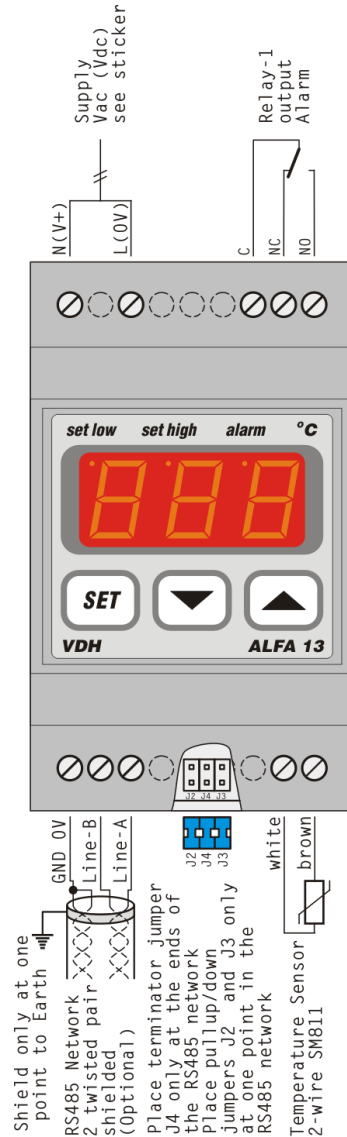 Supply
Vac (Vdc)
see sticker
N(V+)
L(0V)
Relay-1
output
Alarm
C
NC
NO
set low set high alarm °C
888
SET
VDH ALFA 13
J2 J4 J3
GND 0V
Line-B
Line-A
J2
J4
J3
white
brown
Shield only at one
point to Earth
RS485 Network
2 twisted pair
shielded
(Optional)
Place terminator jumper
J4 only at the ends of
the RS485 network
Place pullup/down
jumpers J2 and J3 only
at one point in the
RS485 network
Temperature Sensor
2-wire SM811